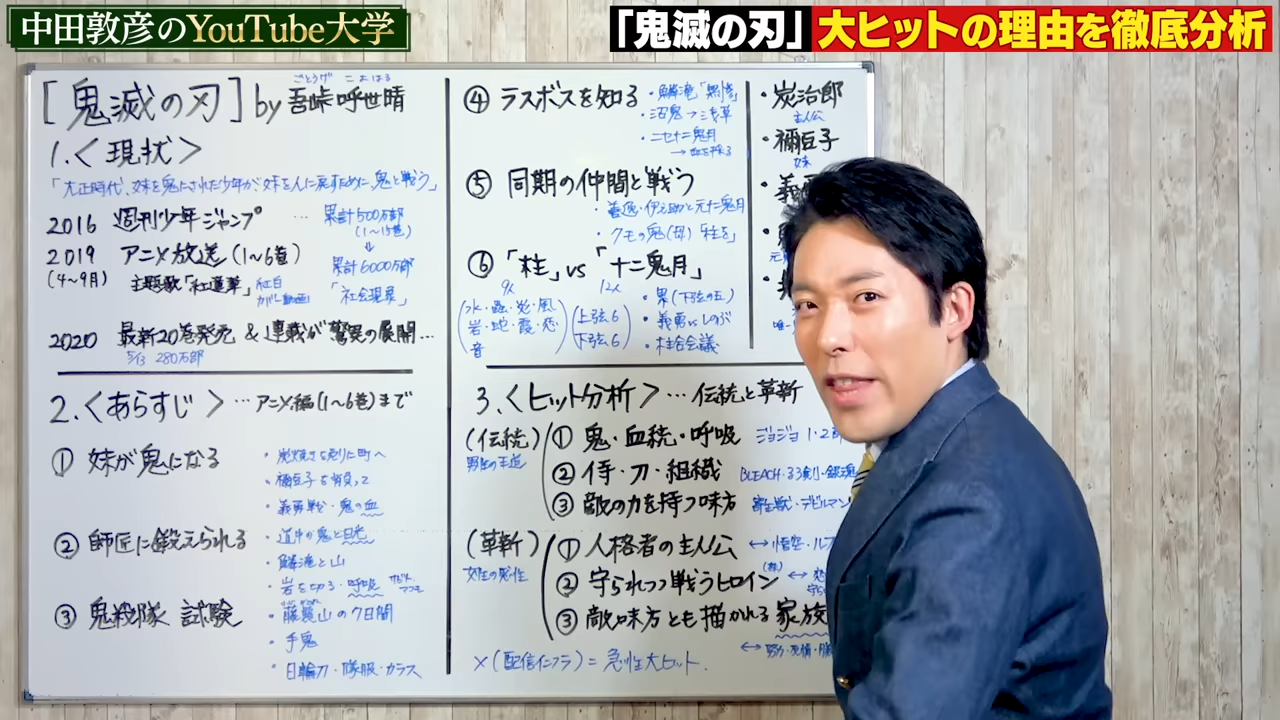 中田敦彦のYouTube大学
「鬼滅の刃」大ヒットの理由を徹底分析
[鬼滅の刃] by 吾峠呼世晴
ごとうげ こよはる
1.〈現状〉
「大正時代、妹を鬼にされた少年が、妹を人に戻すために、鬼と戦う」
2016 週刊少年ジャンプ … 累計500万部
(1〜15巻)
↓
2019 アニメ放送(1〜6巻) 累計6000万部
(4〜9月) 主題歌「紅蓮華」 紅白 カバー動画 「社会現象」
2020 最新20巻発売 & 連載が驚異の展開…
5/13 280万部
2.〈あらすじ〉…アニメ編(1〜6巻)まで
① 妹が鬼になる
・炭焼きを売りに町へ
・禰豆子を背負って
・義勇戦・鬼の血
② 師匠に鍛えられる
・道中の鬼と日光
・鱗滝と山
・岩を切る・呼吸
③ 鬼殺隊 試験
・藤襲山の7日間
・手鬼
・日輪刀・隊服・カラス
④ ラスボスを知る
・鱗滝「無惨」
・沼鬼→浅草
・ニセ十二鬼月
→血を採る
⑤ 同期の仲間と戦う
・善逸・伊之助と元十二鬼月
・クモの鬼(母)「柱を」
⑥「柱」vs「十二鬼月」
9人 12人
(水・蟲・炎・風
岩・蛇・霞・恋
音)
(上弦6
下弦6)
・累(下弦の五)
・義勇vsしのぶ
・柱合会議
・炭治郎
主人公
・禰豆子
妹
3.〈ヒット分析〉…伝統と革新
(伝統)
男性の王道
① 鬼・血統・呼吸 ジョジョ1・2部
② 侍・刀・組織 BLEACH・るろ剣・銀魂
③ 敵の力を持つ味方 寄生獣・デビルマン
(革新)
女性の感性
① 人格者の主人公 ↔ 悟空・ルフ
② 守られつつ戦うヒロイン
③ 敵味方とも描かれる家族
↔ 努力・友情・勝
×(配信インフラ)=急性大ヒット.